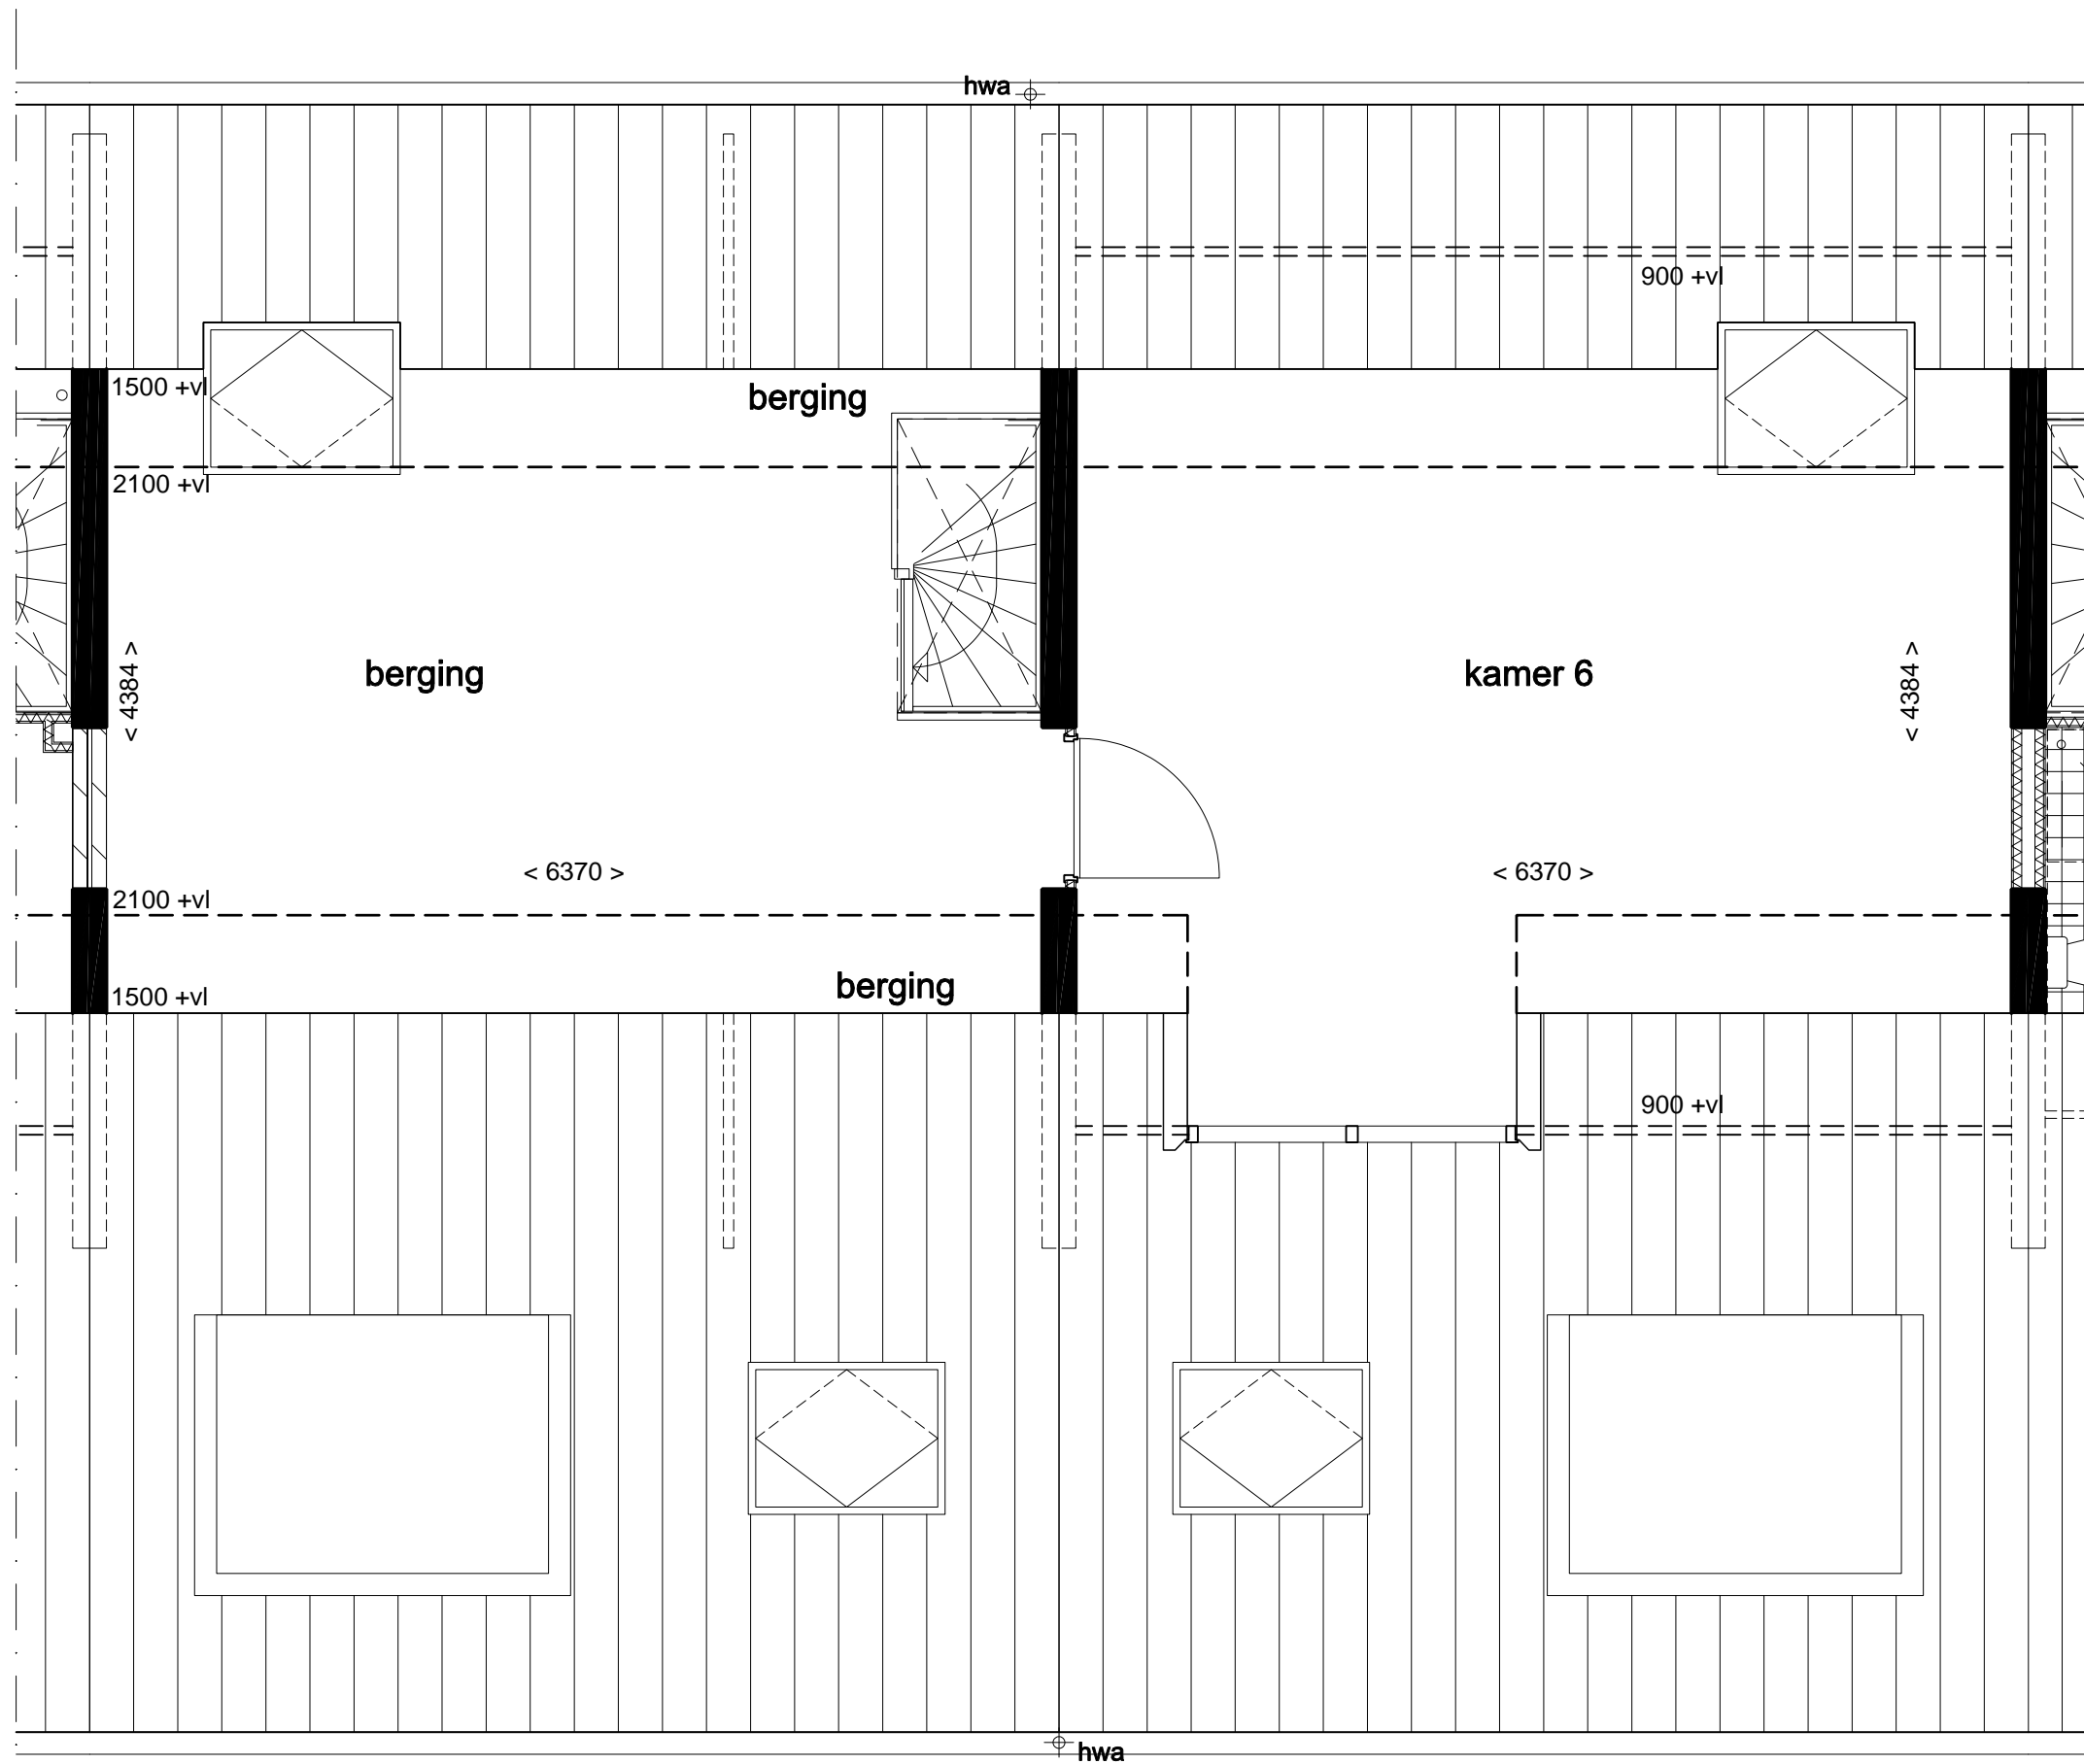 hwa
900 +vl
1500 +vl
berging
2100 +vl
berging
kamer 6
< 4384 >
< 4384 >
< 6370 >
< 6370 >
2100 +vl
berging
1500 +vl
900 +vl
hwa